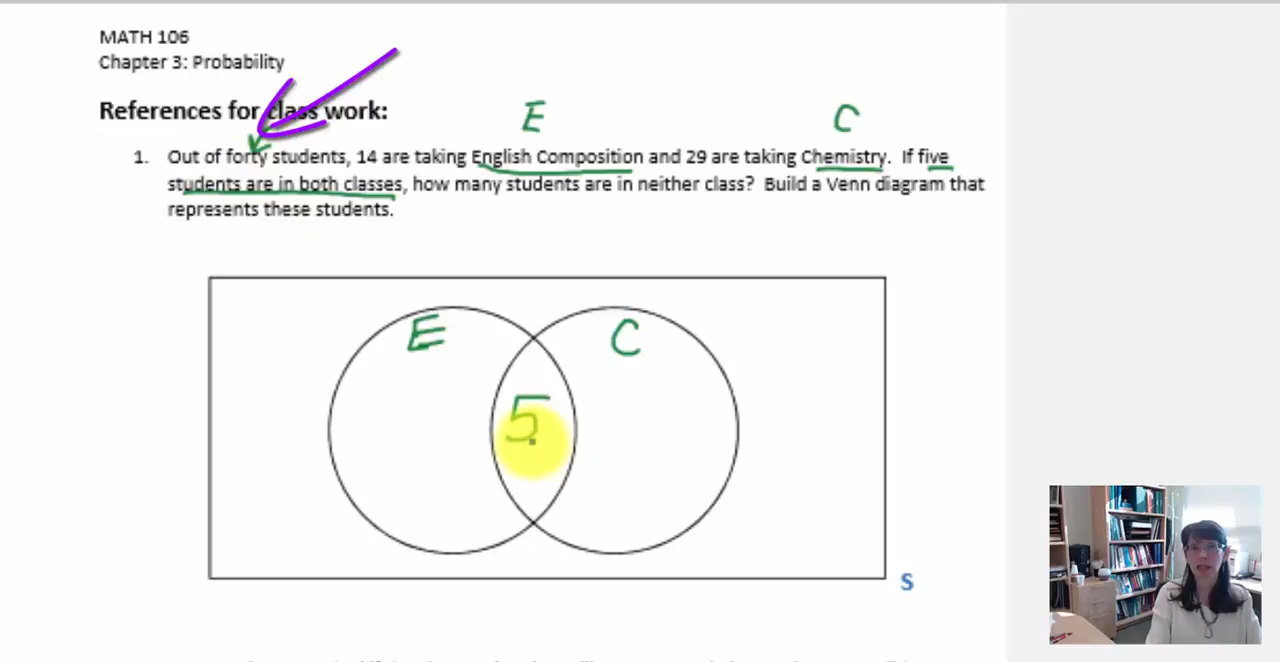 MATH 106
Chapter 3: Probability
References for class work:
E C
1. Out of forty students, 14 are taking English Composition and 29 are taking Chemistry. If five
students are in both classes, how many students are in neither class? Build a Venn diagram that
represents these students.
E C
5
S